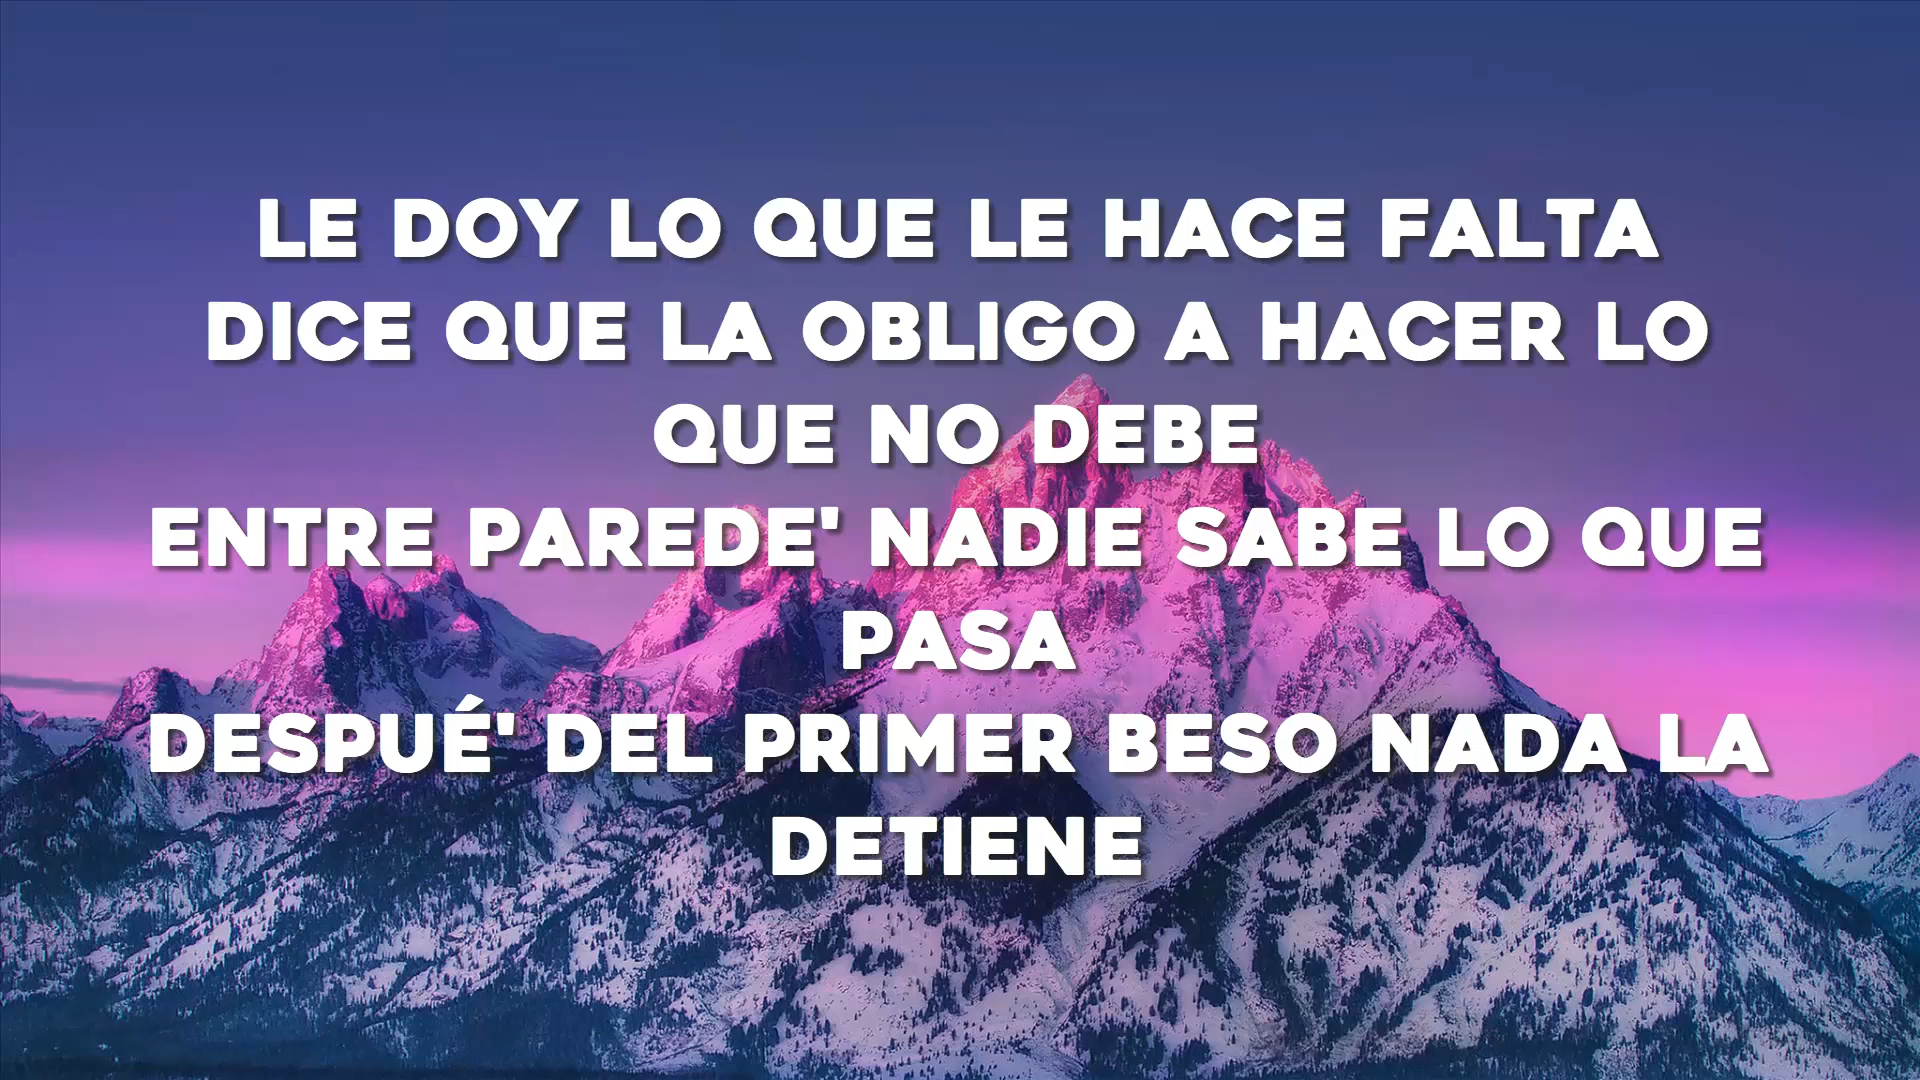 LE DOY LO QUE LE HACE FALTA
DICE QUE LA OBLIGO A HACER LO
QUE NO DEBE
ENTRE PAREDE' NADIE SABE LO QUE
PASA
DESPUÉ' DEL PRIMER BESO NADA LA
DETIENE